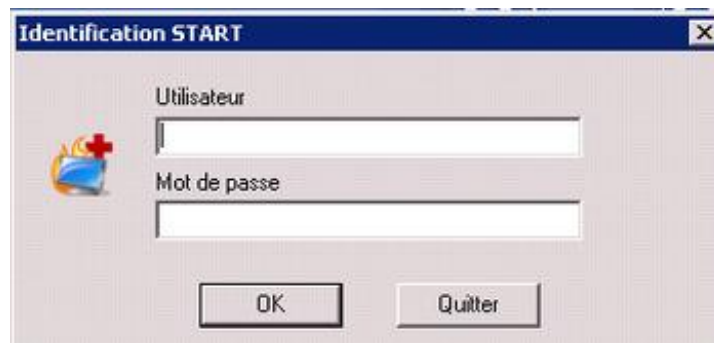 Identification START
Utilisateur
Mot de passe
OK
Quitter